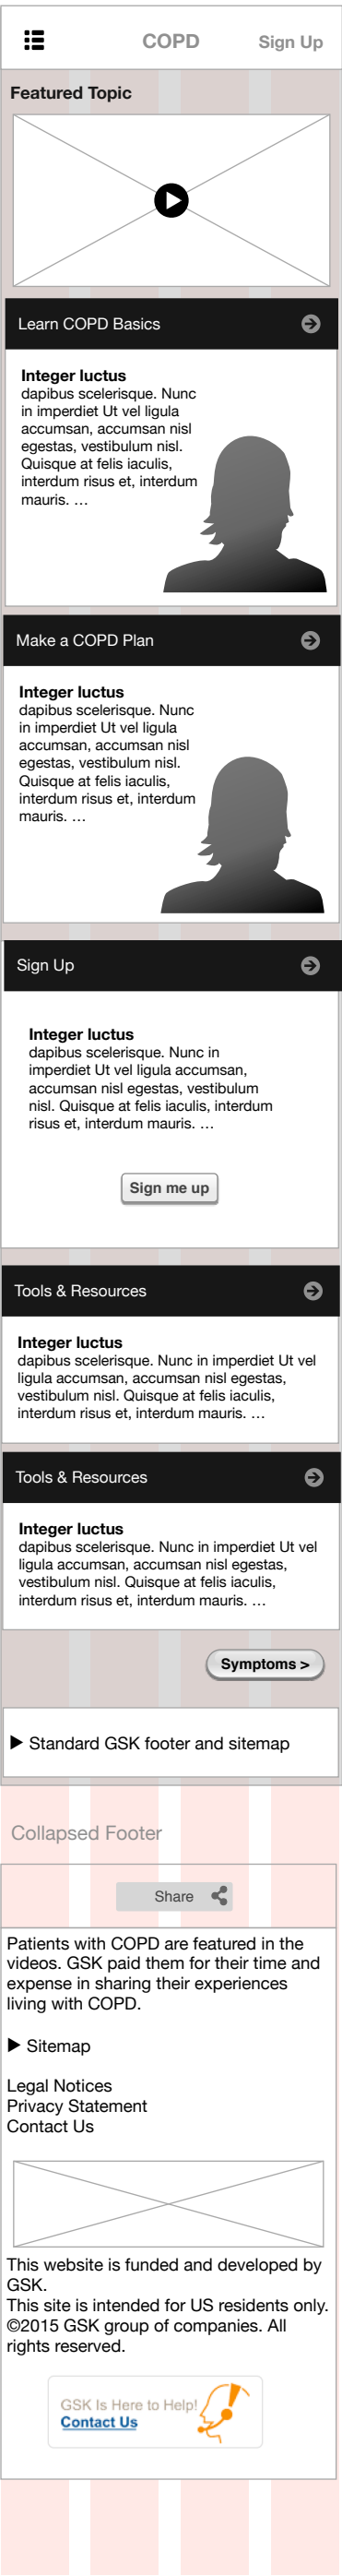 COPD
Sign Up
Featured Topic
Learn COPD Basics
Integer luctus
dapibus scelerisque. Nunc
in imperdiet Ut vel ligula
accumsan, accumsan nisl
egestas, vestibulum nisl.
Quisque at felis iaculis,
interdum risus et, interdum
mauris. …
Make a COPD Plan
Integer luctus
dapibus scelerisque. Nunc
in imperdiet Ut vel ligula
accumsan, accumsan nisl
egestas, vestibulum nisl.
Quisque at felis iaculis,
interdum risus et, interdum
mauris. …
Sign Up
Integer luctus
dapibus scelerisque. Nunc in
imperdiet Ut vel ligula accumsan,
accumsan nisl egestas, vestibulum
nisl. Quisque at felis iaculis, interdum
risus et, interdum mauris. …
Sign me up
Tools & Resources
Integer luctus
dapibus scelerisque. Nunc in imperdiet Ut vel
ligula accumsan, accumsan nisl egestas,
vestibulum nisl. Quisque at felis iaculis,
interdum risus et, interdum mauris. …
Tools & Resources
Integer luctus
dapibus scelerisque. Nunc in imperdiet Ut vel
ligula accumsan, accumsan nisl egestas,
vestibulum nisl. Quisque at felis iaculis,
interdum risus et, interdum mauris. …
Symptoms >
Standard GSK footer and sitemap
Collapsed Footer
Share
Patients with COPD are featured in the
videos. GSK paid them for their time and
expense in sharing their experiences
living with COPD.
Sitemap
Legal Notices
Privacy Statement
Contact Us
This website is funded and developed by
GSK.
This site is intended for US residents only.
©2015 GSK group of companies. All
rights reserved.
GSK Is Here to Help!
Contact Us